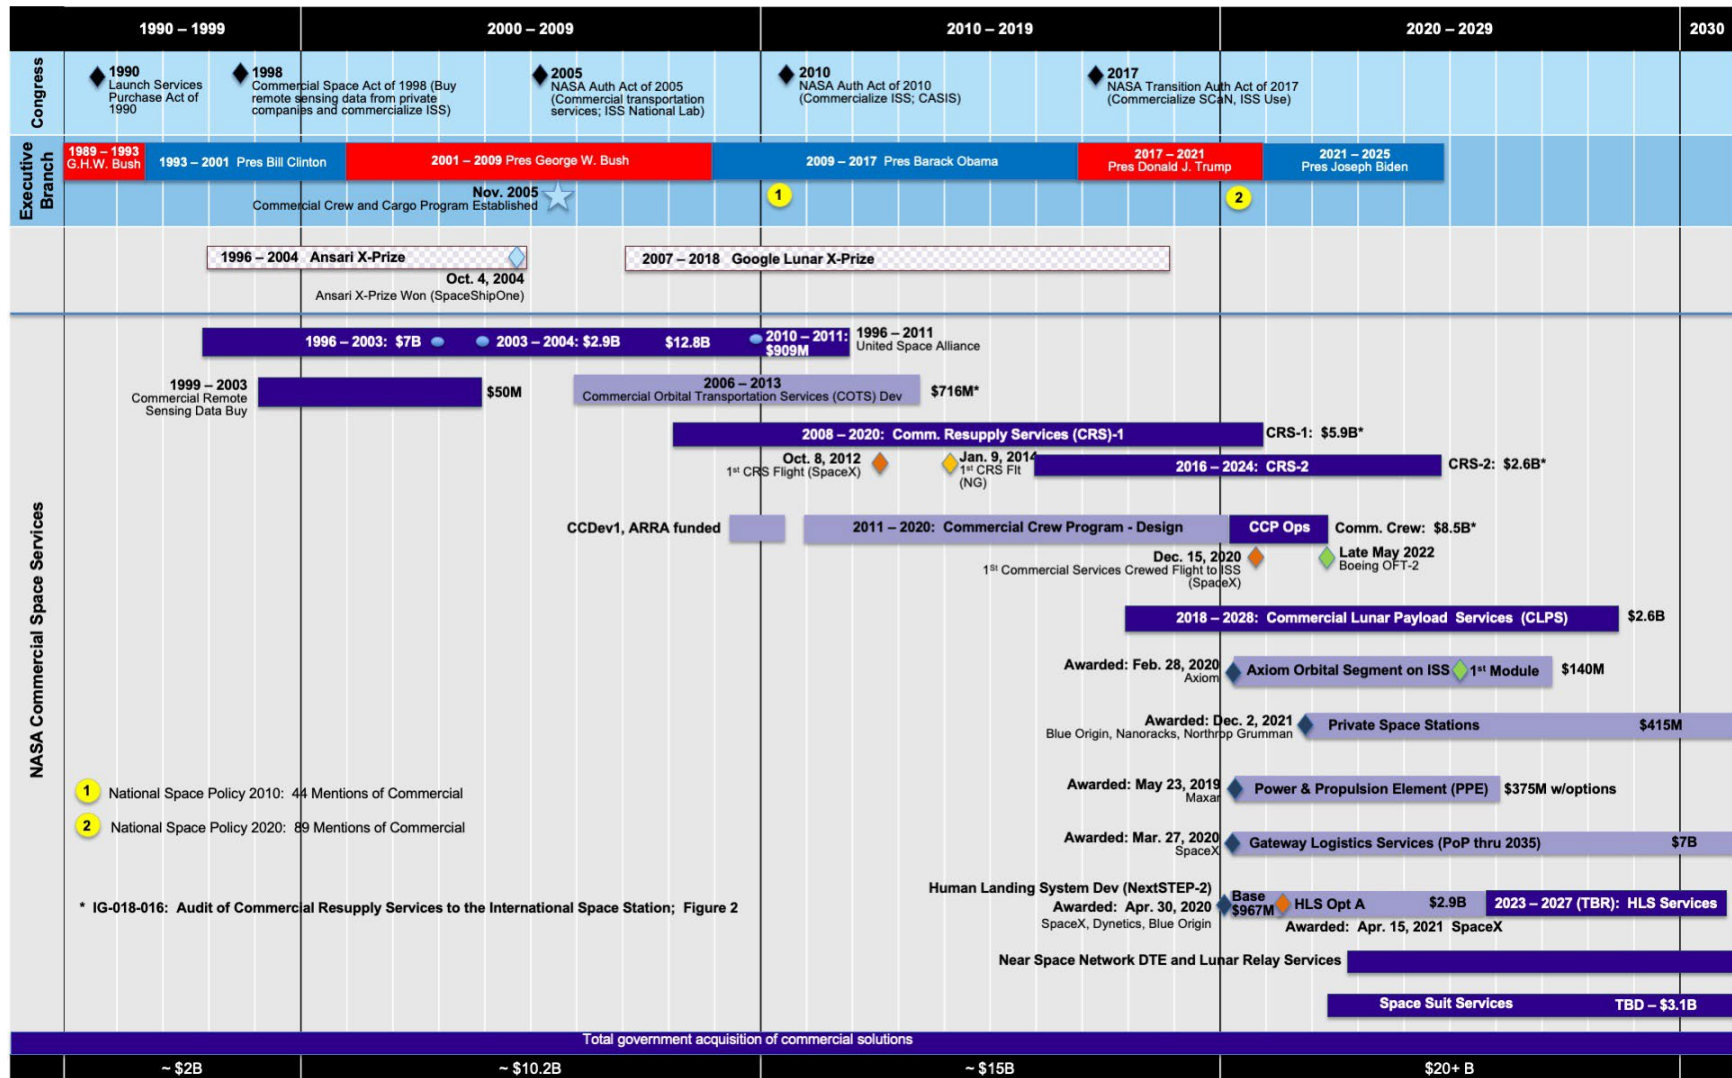 1990 – 1999
2000 – 2009
2010 – 2019
2020 – 2029
2030
Congress
1990
Launch Services
Purchase Act of
1990
1998
Commercial Space Act of 1998 (Buy
remote sensing data from private
companies and commercialize ISS)
2005
NASA Auth Act of 2005
(Commercial transportation
services; ISS National Lab)
2010
NASA Auth Act of 2010
(Commercialize ISS; CASIS)
2017
NASA Transition Auth Act of 2017
(Commercialize SCaN, ISS Use)
Executive
Branch
1989 – 1993
G.H.W. Bush
1993 – 2001 Pres Bill Clinton
2001 – 2009 Pres George W. Bush
2009 – 2017 Pres Barack Obama
2017 – 2021
Pres Donald J. Trump
2021 – 2025
Pres Joseph Biden
Nov. 2005
Commercial Crew and Cargo Program Established
1
2
1996 – 2004 Ansari X-Prize
Oct. 4, 2004
Ansari X-Prize Won (SpaceShipOne)
2007 – 2018 Google Lunar X-Prize
NASA Commercial Space Services
1996 – 2003: $7B
2003 – 2004: $2.9B
$12.8B
2010 – 2011:
$909M
1996 – 2011
United Space Alliance
1999 – 2003
Commercial Remote
Sensing Data Buy
$50M
2006 – 2013
Commercial Orbital Transportation Services (COTS) Dev
$716M*
2008 – 2020: Comm. Resupply Services (CRS)-1
CRS-1: $5.9B*
Oct. 8, 2012
1st CRS Flight (SpaceX)
Jan. 9, 2014
1st CRS Flt
(NG)
2016 – 2024: CRS-2
CRS-2: $2.6B*
CCDev1, ARRA funded
2011 – 2020: Commercial Crew Program - Design
CCP Ops
Comm. Crew: $8.5B*
Dec. 15, 2020
1St Commercial Services Crewed Flight to ISS
(SpaceX)
Late May 2022
Boeing OFT-2
2018 – 2028: Commercial Lunar Payload Services (CLPS)
$2.6B
Awarded: Feb. 28, 2020
Axiom
Axiom Orbital Segment on ISS
1st Module
$140M
Awarded: Dec. 2, 2021
Blue Origin, Nanoracks, Northrop Grumman
Private Space Stations
$415M
Awarded: May 23, 2019
Maxar
Power & Propulsion Element (PPE)
$375M w/options
1
National Space Policy 2010: 44 Mentions of Commercial
2
National Space Policy 2020: 89 Mentions of Commercial
Awarded: Mar. 27, 2020
SpaceX
Gateway Logistics Services (PoP thru 2035)
$7B
* IG-018-016: Audit of Commercial Resupply Services to the International Space Station; Figure 2
Human Landing System Dev (NextSTEP-2)
Awarded: Apr. 30, 2020
SpaceX, Dynetics, Blue Origin
Base
$967M
HLS Opt A
$2.9B
2023 – 2027 (TBR): HLS Services
Awarded: Apr. 15, 2021 SpaceX
Near Space Network DTE and Lunar Relay Services
Space Suit Services
TBD – $3.1B
Total government acquisition of commercial solutions
~ $2B
~ $10.2B
~ $15B
$20+ B